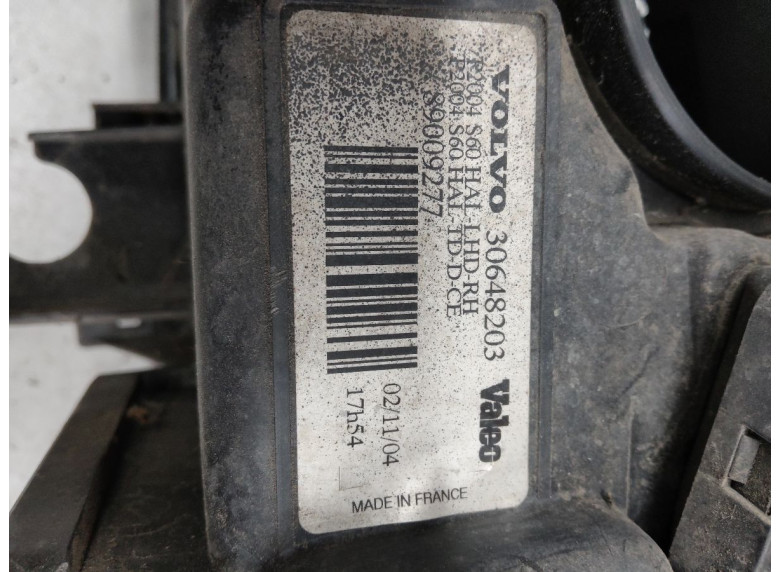 VOLVO 30648203 Valeo
P2004 S60 HAL-LHD-RH
P2004 S60 HAL-TD-D-CE
89009277
02/11/04
17h54
MADE IN FRANCE